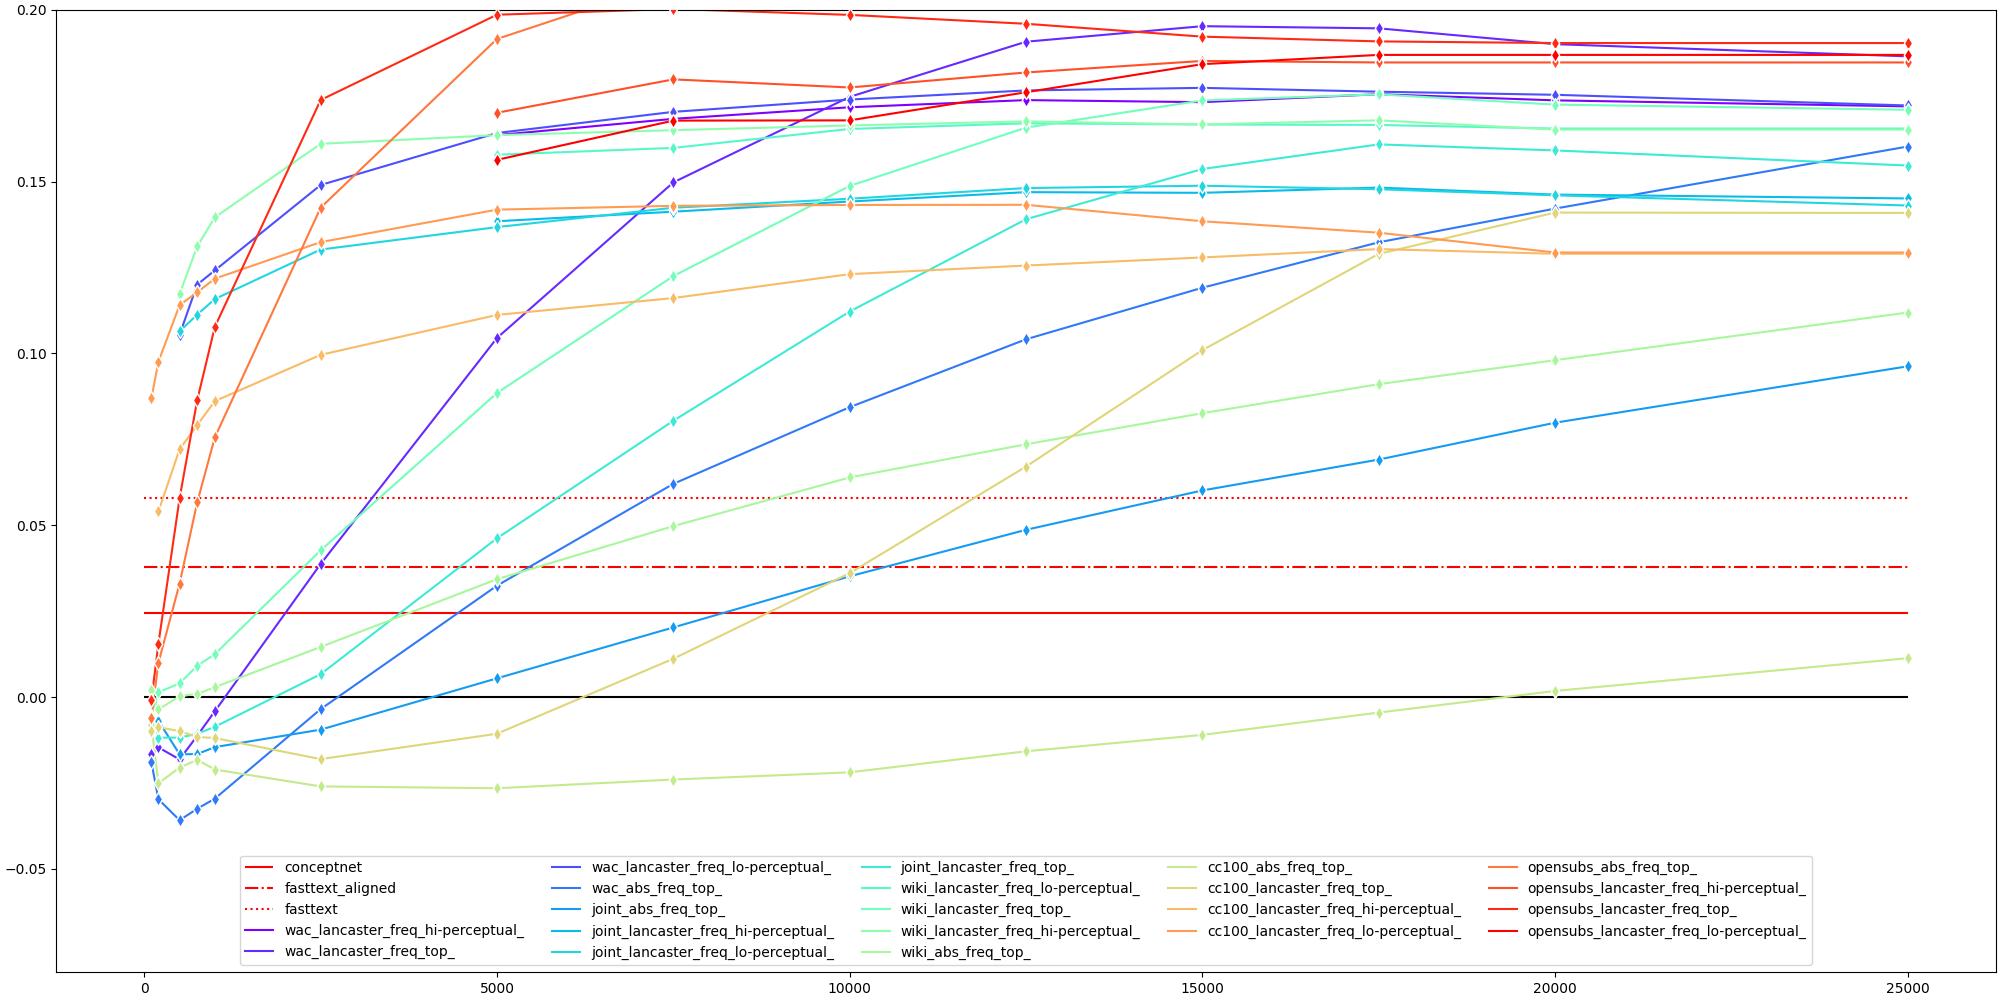 0.20
0.15
0.10
0.05
0.00
−0.05
conceptnet
fasttext_aligned
fasttext
wac_lancaster_freq_hi-perceptual_
wac_lancaster_freq_top_
wac_lancaster_freq_lo-perceptual_
wac_abs_freq_top_
joint_abs_freq_top_
joint_lancaster_freq_hi-perceptual_
joint_lancaster_freq_lo-perceptual_
joint_lancaster_freq_top_
wiki_lancaster_freq_lo-perceptual_
wiki_lancaster_freq_top_
wiki_lancaster_freq_hi-perceptual_
wiki_abs_freq_top_
cc100_abs_freq_top_
cc100_lancaster_freq_top_
cc100_lancaster_freq_hi-perceptual_
cc100_lancaster_freq_lo-perceptual_
opensubs_abs_freq_top_
opensubs_lancaster_freq_hi-perceptual_
opensubs_lancaster_freq_top_
opensubs_lancaster_freq_lo-perceptual_
0 5000 10000 15000 20000 25000